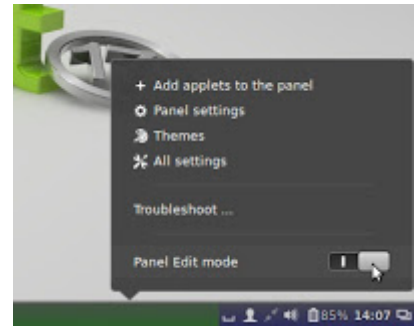 Add applets to the panel
Panel settings
Themes
All settings
Troubleshoot ...
Panel Edit mode
85% 14:07